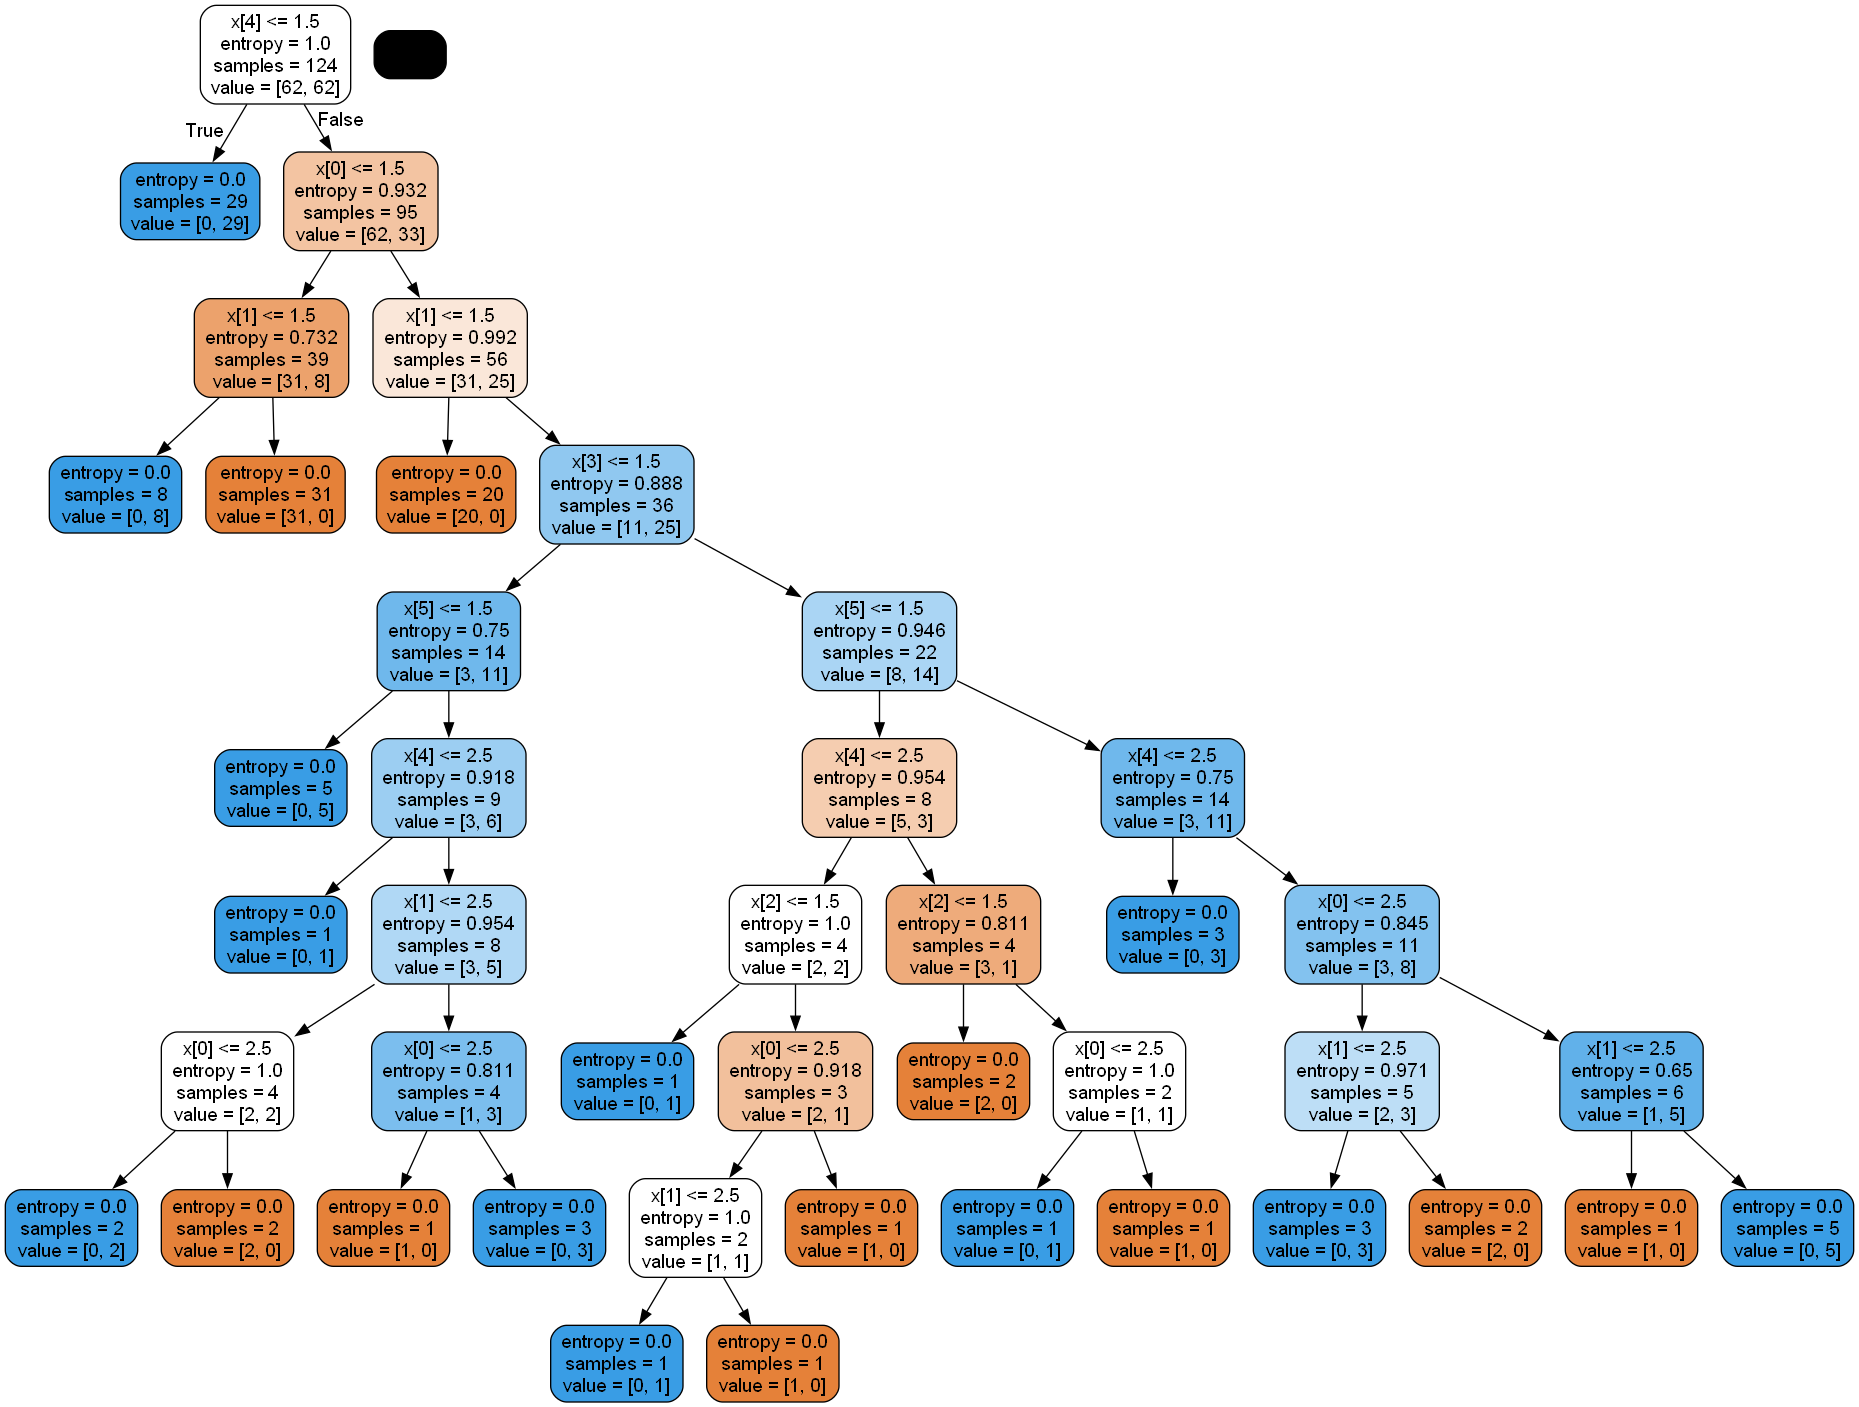 x[4] <= 1.5
entropy = 1.0
samples = 124
value = [62, 62]
True
False
entropy = 0.0
samples = 29
value = [0, 29]
x[0] <= 1.5
entropy = 0.932
samples = 95
value = [62, 33]
x[1] <= 1.5
entropy = 0.732
samples = 39
value = [31, 8]
x[1] <= 1.5
entropy = 0.992
samples = 56
value = [31, 25]
entropy = 0.0
samples = 8
value = [0, 8]
entropy = 0.0
samples = 31
value = [31, 0]
entropy = 0.0
samples = 20
value = [20, 0]
x[3] <= 1.5
entropy = 0.888
samples = 36
value = [11, 25]
x[5] <= 1.5
entropy = 0.75
samples = 14
value = [3, 11]
x[5] <= 1.5
entropy = 0.946
samples = 22
value = [8, 14]
entropy = 0.0
samples = 5
value = [0, 5]
x[4] <= 2.5
entropy = 0.918
samples = 9
value = [3, 6]
x[4] <= 2.5
entropy = 0.954
samples = 8
value = [5, 3]
x[4] <= 2.5
entropy = 0.75
samples = 14
value = [3, 11]
entropy = 0.0
samples = 1
value = [0, 1]
x[1] <= 2.5
entropy = 0.954
samples = 8
value = [3, 5]
x[2] <= 1.5
entropy = 1.0
samples = 4
value = [2, 2]
x[2] <= 1.5
entropy = 0.811
samples = 4
value = [3, 1]
entropy = 0.0
samples = 3
value = [0, 3]
x[0] <= 2.5
entropy = 0.845
samples = 11
value = [3, 8]
x[0] <= 2.5
entropy = 1.0
samples = 4
value = [2, 2]
x[0] <= 2.5
entropy = 0.811
samples = 4
value = [1, 3]
entropy = 0.0
samples = 1
value = [0, 1]
x[0] <= 2.5
entropy = 0.918
samples = 3
value = [2, 1]
entropy = 0.0
samples = 2
value = [2, 0]
x[0] <= 2.5
entropy = 1.0
samples = 2
value = [1, 1]
x[1] <= 2.5
entropy = 0.971
samples = 5
value = [2, 3]
x[1] <= 2.5
entropy = 0.65
samples = 6
value = [1, 5]
entropy = 0.0
samples = 2
value = [0, 2]
entropy = 0.0
samples = 2
value = [2, 0]
entropy = 0.0
samples = 1
value = [1, 0]
entropy = 0.0
samples = 3
value = [0, 3]
x[1] <= 2.5
entropy = 1.0
samples = 2
value = [1, 1]
entropy = 0.0
samples = 1
value = [1, 0]
entropy = 0.0
samples = 1
value = [0, 1]
entropy = 0.0
samples = 1
value = [1, 0]
entropy = 0.0
samples = 3
value = [0, 3]
entropy = 0.0
samples = 2
value = [2, 0]
entropy = 0.0
samples = 1
value = [1, 0]
entropy = 0.0
samples = 5
value = [0, 5]
entropy = 0.0
samples = 1
value = [0, 1]
entropy = 0.0
samples = 1
value = [1, 0]